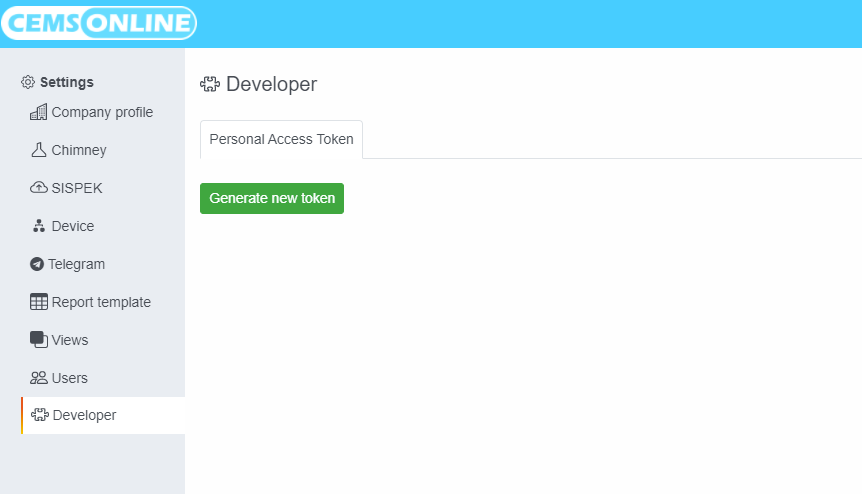 CEMSONLINE
Settings
Company profile
Chimney
SISPEK
Device
Telegram
Report template
Views
Users
Developer
Developer
Personal Access Token
Generate new token